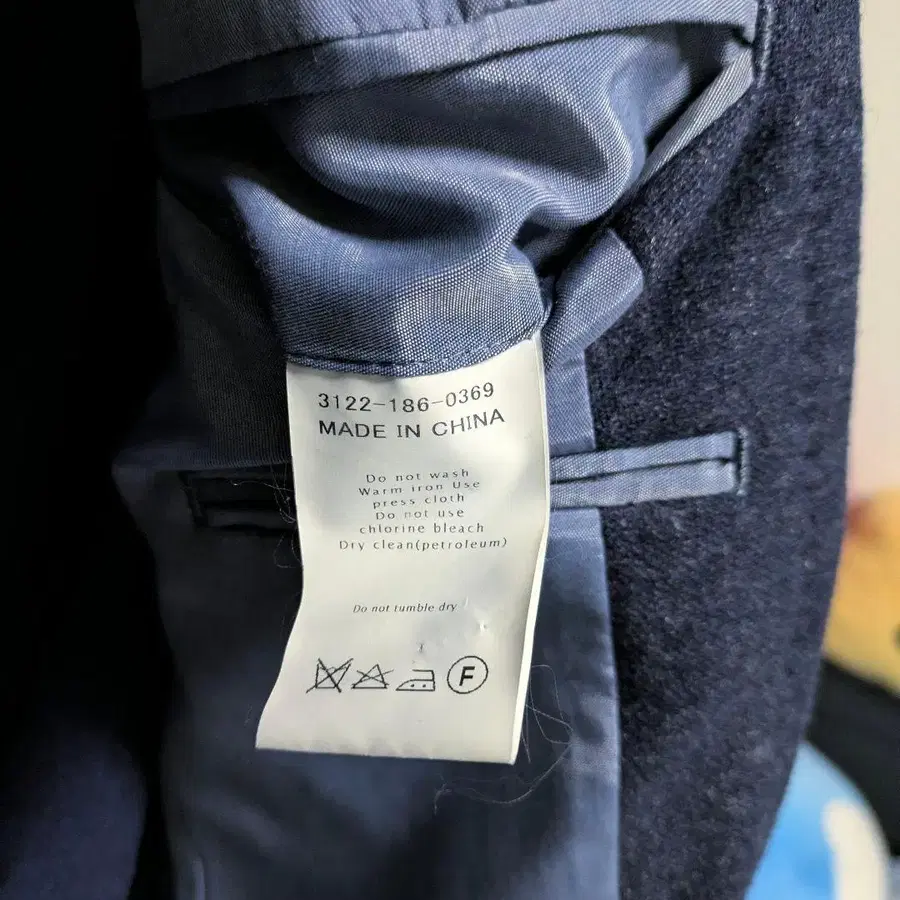 3122-186-0369
MADE IN CHINA
Do not wash
Warm iron Use
press cloth
Do not use
chlorine bleach
Dry clean(petroleum)
Do not tumble dry
F